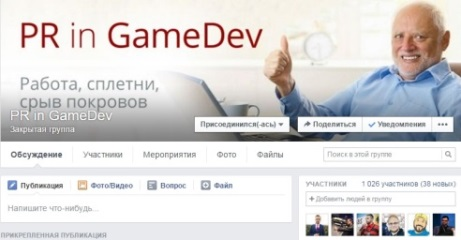 PR in GameDev
Работа, сплетни,
срыв покровов
PR in GameDev
Закрытая группа
Присоединился(-ась) Поделиться Уведомления
Обсуждение Участники Мероприятия Фото Файлы Поиск в этой группе
Публикация Фото/Видео Вопрос Файл
Напишите что-нибудь...
УЧАСТНИКИ 1 026 участников (38 новых)
+ Добавить людей в группу
ПРИКРЕПЛЕННАЯ ПУБЛИКАЦИЯ